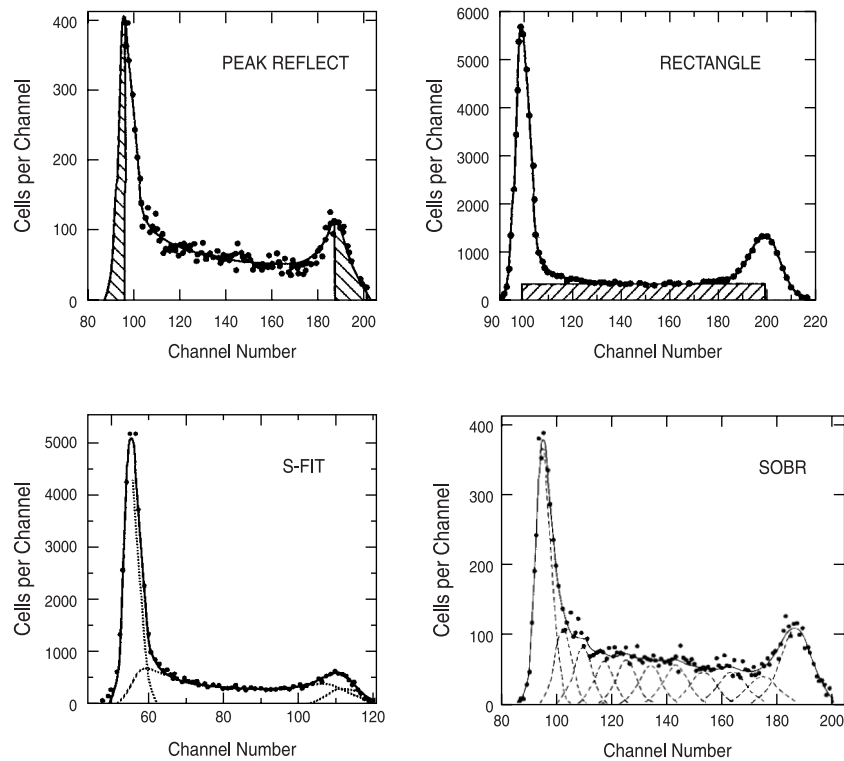 PEAK REFLECT
Cells per Channel
400
300
200
100
0
80 100 120 140 160 180 200
Channel Number
RECTANGLE
Cells per Channel
6000
5000
4000
3000
2000
1000
0
90 100 120 140 160 180 200 220
Channel Number
S-FIT
Cells per Channel
5000
4000
3000
2000
1000
0
60 80 100 120
Channel Number
SOBR
Cells per Channel
400
300
200
100
0
80 100 120 140 160 180 200
Channel Number